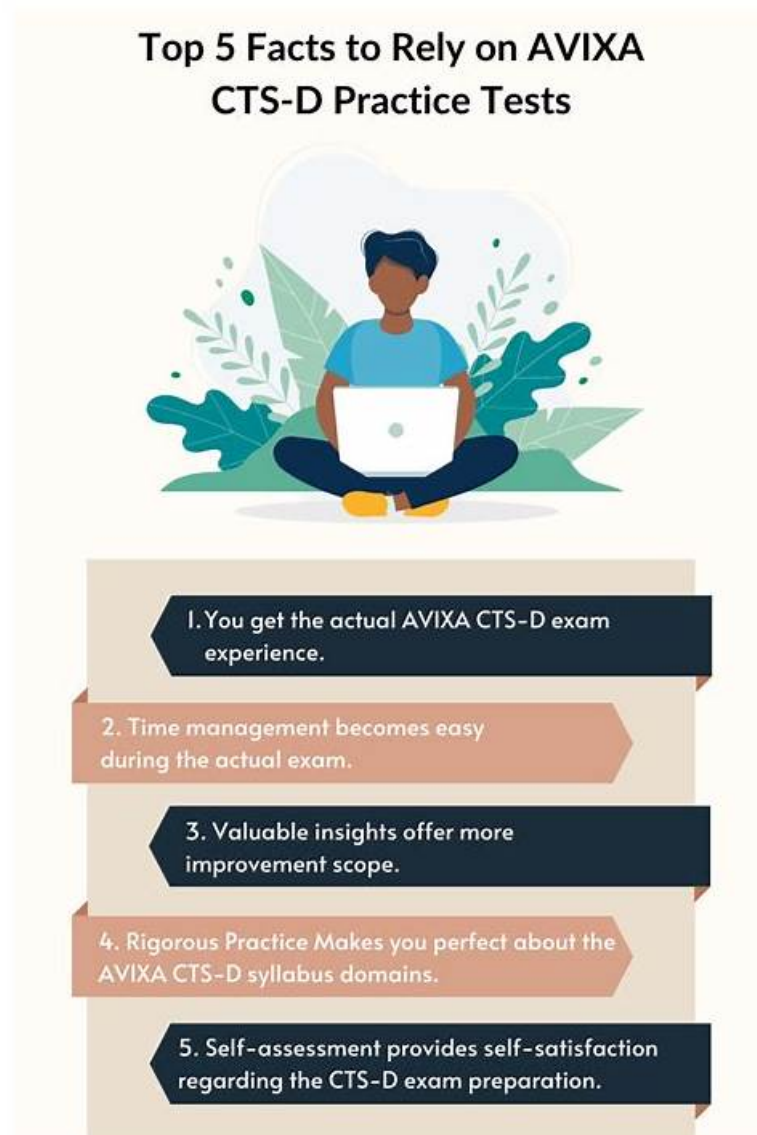 Top 5 Facts to Rely on AVIXA
CTS-D Practice Tests
1. You get the actual AVIXA CTS-D exam
experience.
2. Time management becomes easy
during the actual exam.
3. Valuable insights offer more
improvement scope.
4. Rigorous Practice Makes you perfect about the
AVIXA CTS-D syllabus domains.
5. Self-assessment provides self-satisfaction
regarding the CTS-D exam preparation.